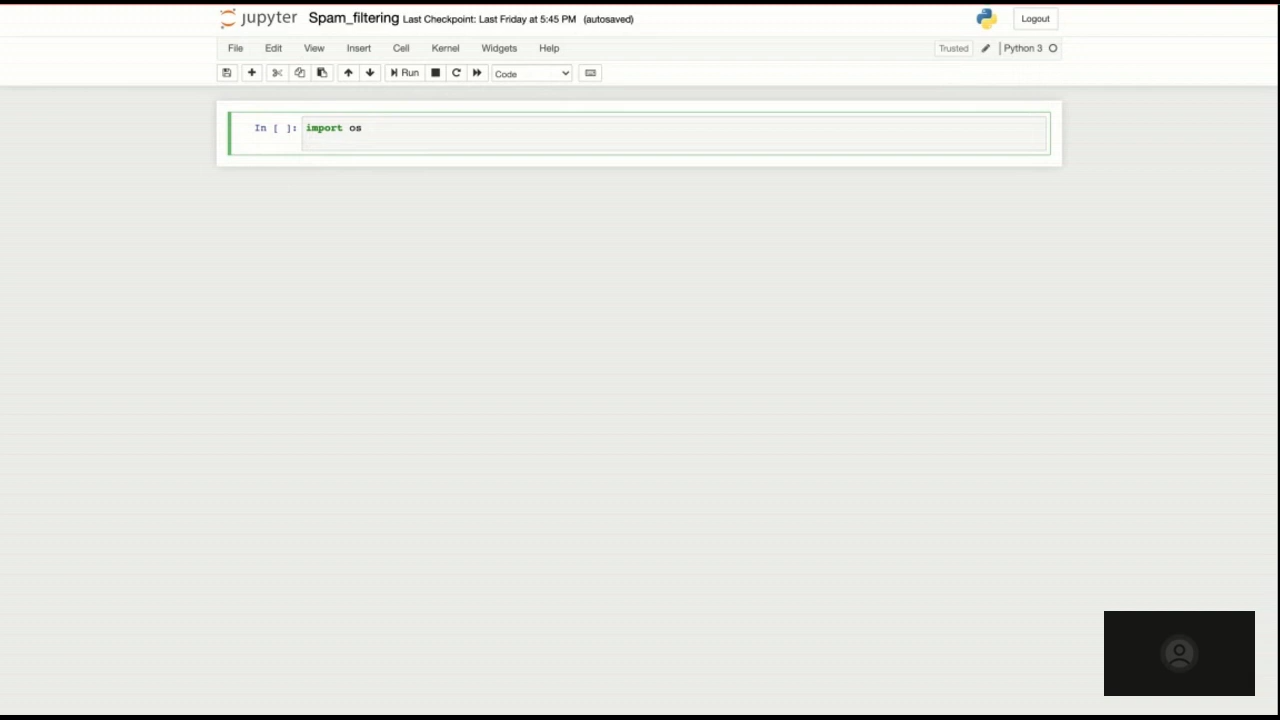 jupyter Spam_filtering Last Checkpoint: Last Friday at 5:45 PM (autosaved) Logout
File Edit View Insert Cell Kernel Widgets Help Trusted Python 3
Run Code
In [ ]: import os